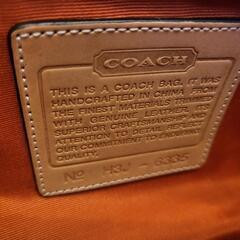 COACH
THIS IS A COACH BAG. IT WAS
HANDCRAFTED IN CHINA FROM
THE FINEST MATERIALS TRIMMED
WITH GENUINE LEATHER. ITS
SUPERIOR CRAFTSMANSHIP AND
ATTENTION TO DETAIL REFLECT
OUR COMMITMENT TO ENDURING
QUALITY.
No H3J - 6335